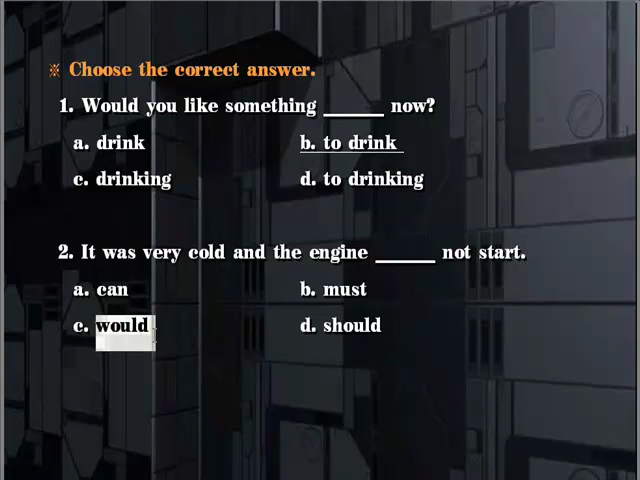 ※ Choose the correct answer.
1. Would you like something ______ now?
a. drink b. to drink
c. drinking d. to drinking
2. It was very cold and the engine ______ not start.
a. can b. must
c. would d. should